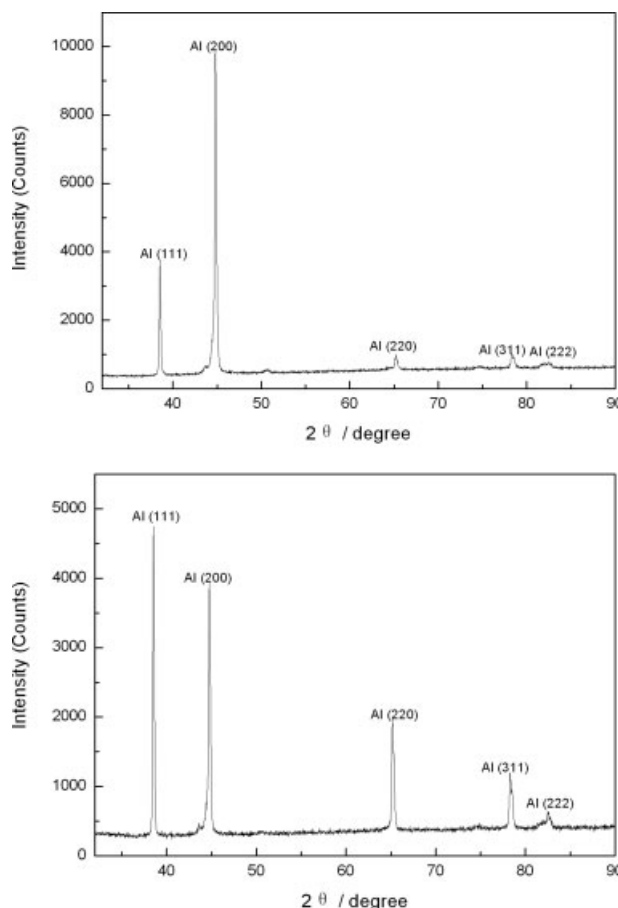 10000
Al (200)
8000
6000
Intensity (Counts)
4000
Al (111)
2000
Al (220)
Al (311) Al (222)
0
40 50 60 70 80 90
2 θ / degree
5000
Al (111)
4000
Al (200)
Intensity (Counts)
3000
2000
Al (220)
Al (311)
1000
Al (222)
0
40 50 60 70 80 90
2 θ / degree